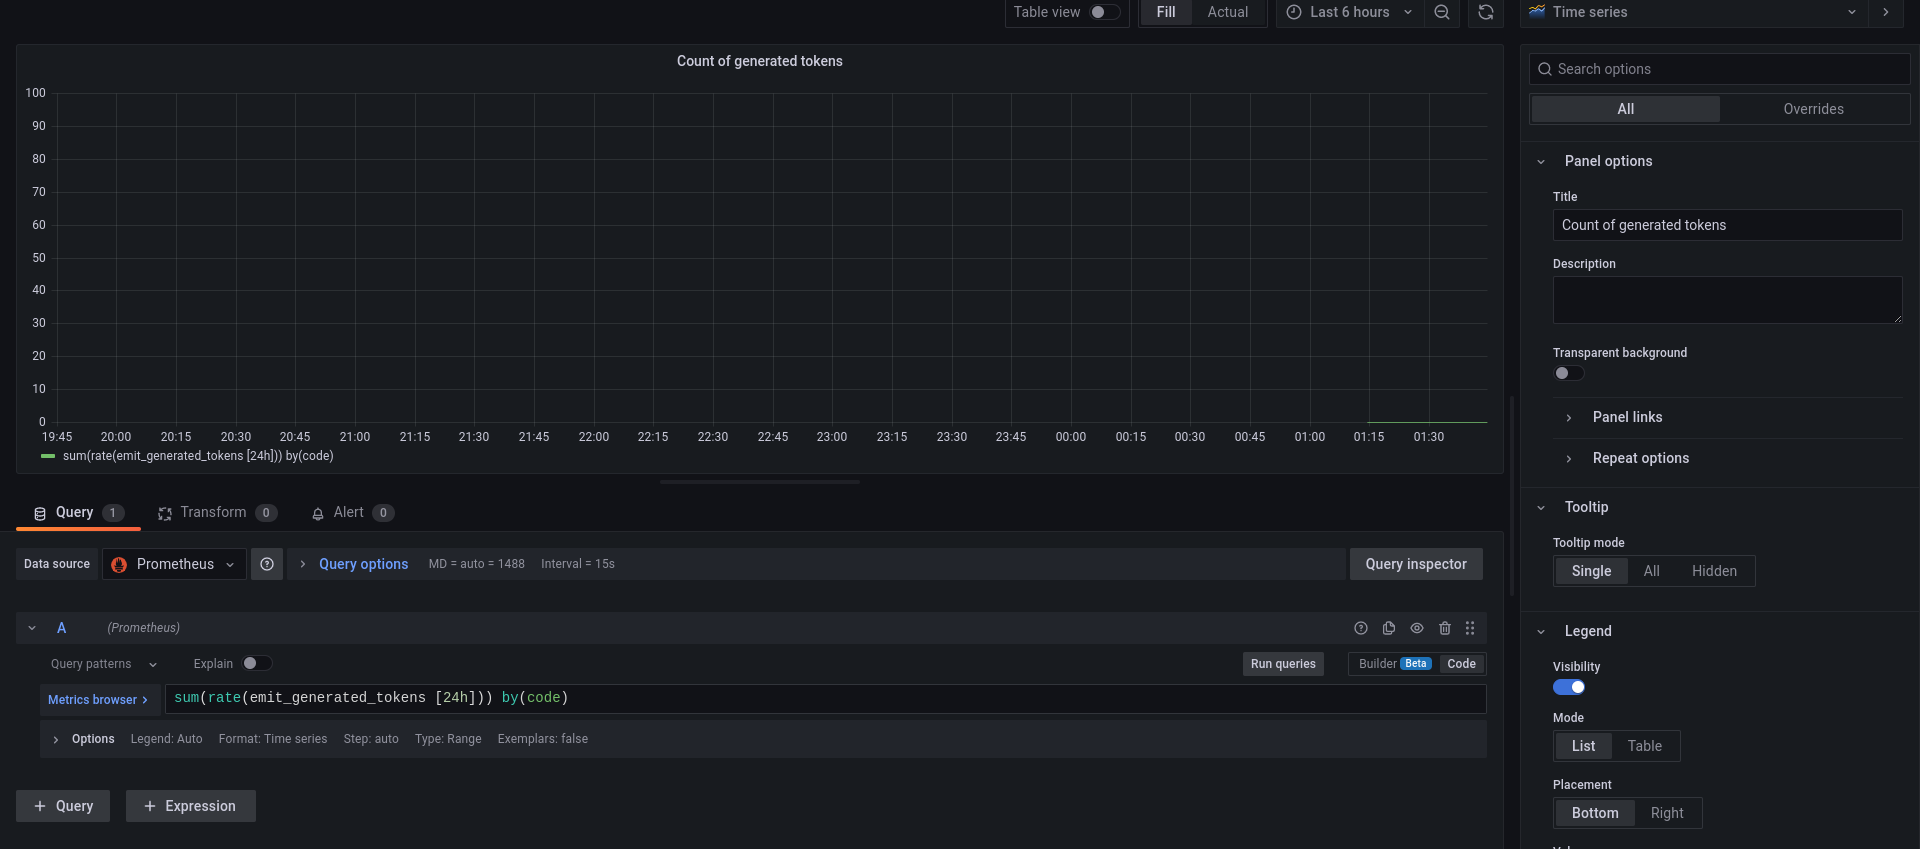 Table view
Fill Actual
Last 6 hours
Time series
Count of generated tokens
100
90
80
70
60
50
40
30
20
10
0
19:45 20:00 20:15 20:30 20:45 21:00 21:15 21:30 21:45 22:00 22:15 22:30 22:45 23:00 23:15 23:30 23:45 00:00 00:15 00:30 00:45 01:00 01:15 01:30
sum(rate(emit_generated_tokens [24h])) by(code)
Query 1 Transform 0 Alert 0
Data source Prometheus Query options MD = auto = 1488 Interval = 15s Query inspector
A (Prometheus)
Query patterns Explain Run queries Builder Beta Code
Metrics browser > sum(rate(emit_generated_tokens [24h])) by(code)
Options Legend: Auto Format: Time series Step: auto Type: Range Exemplars: false
+ Query + Expression
Search options
All Overrides
Panel options
Title
Count of generated tokens
Description
Transparent background
Panel links
Repeat options
Tooltip
Tooltip mode
Single All Hidden
Legend
Visibility
Mode
List Table
Placement
Bottom Right